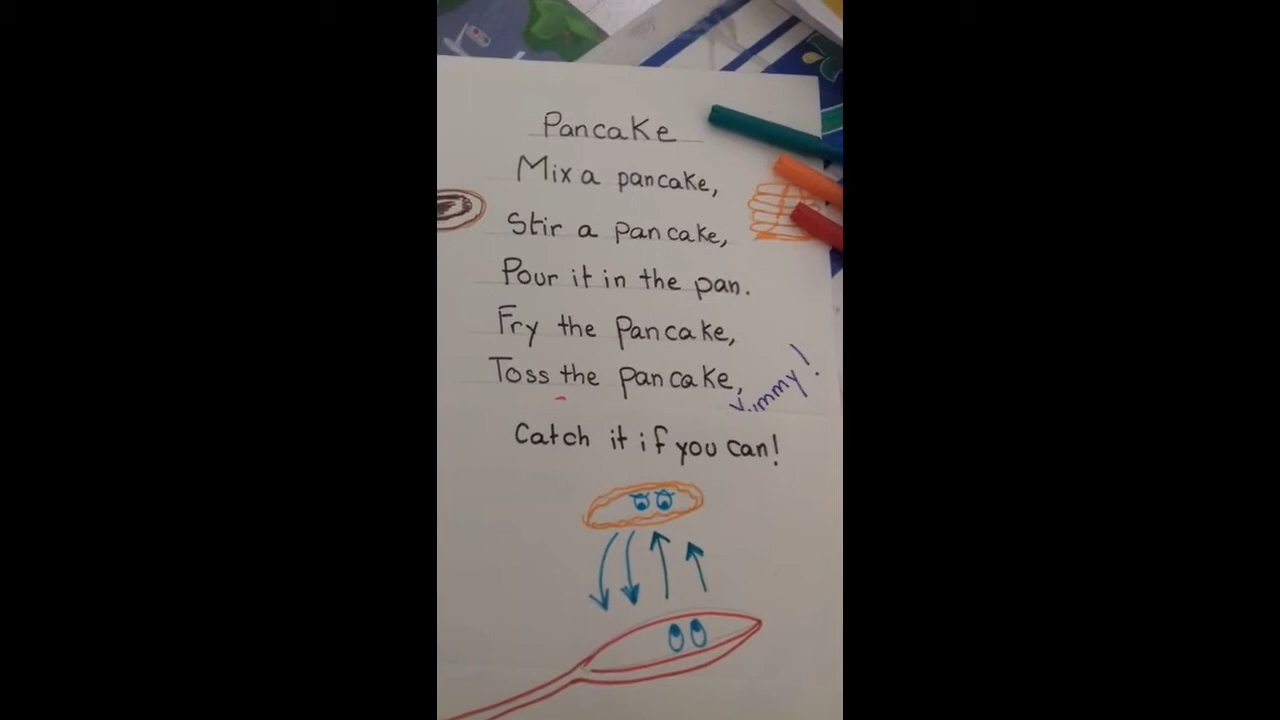 Pancake
Mix a pancake,
Stir a pancake,
Pour it in the pan.
Fry the pancake,
Toss the pancake,
Yummy!
Catch it if you can!